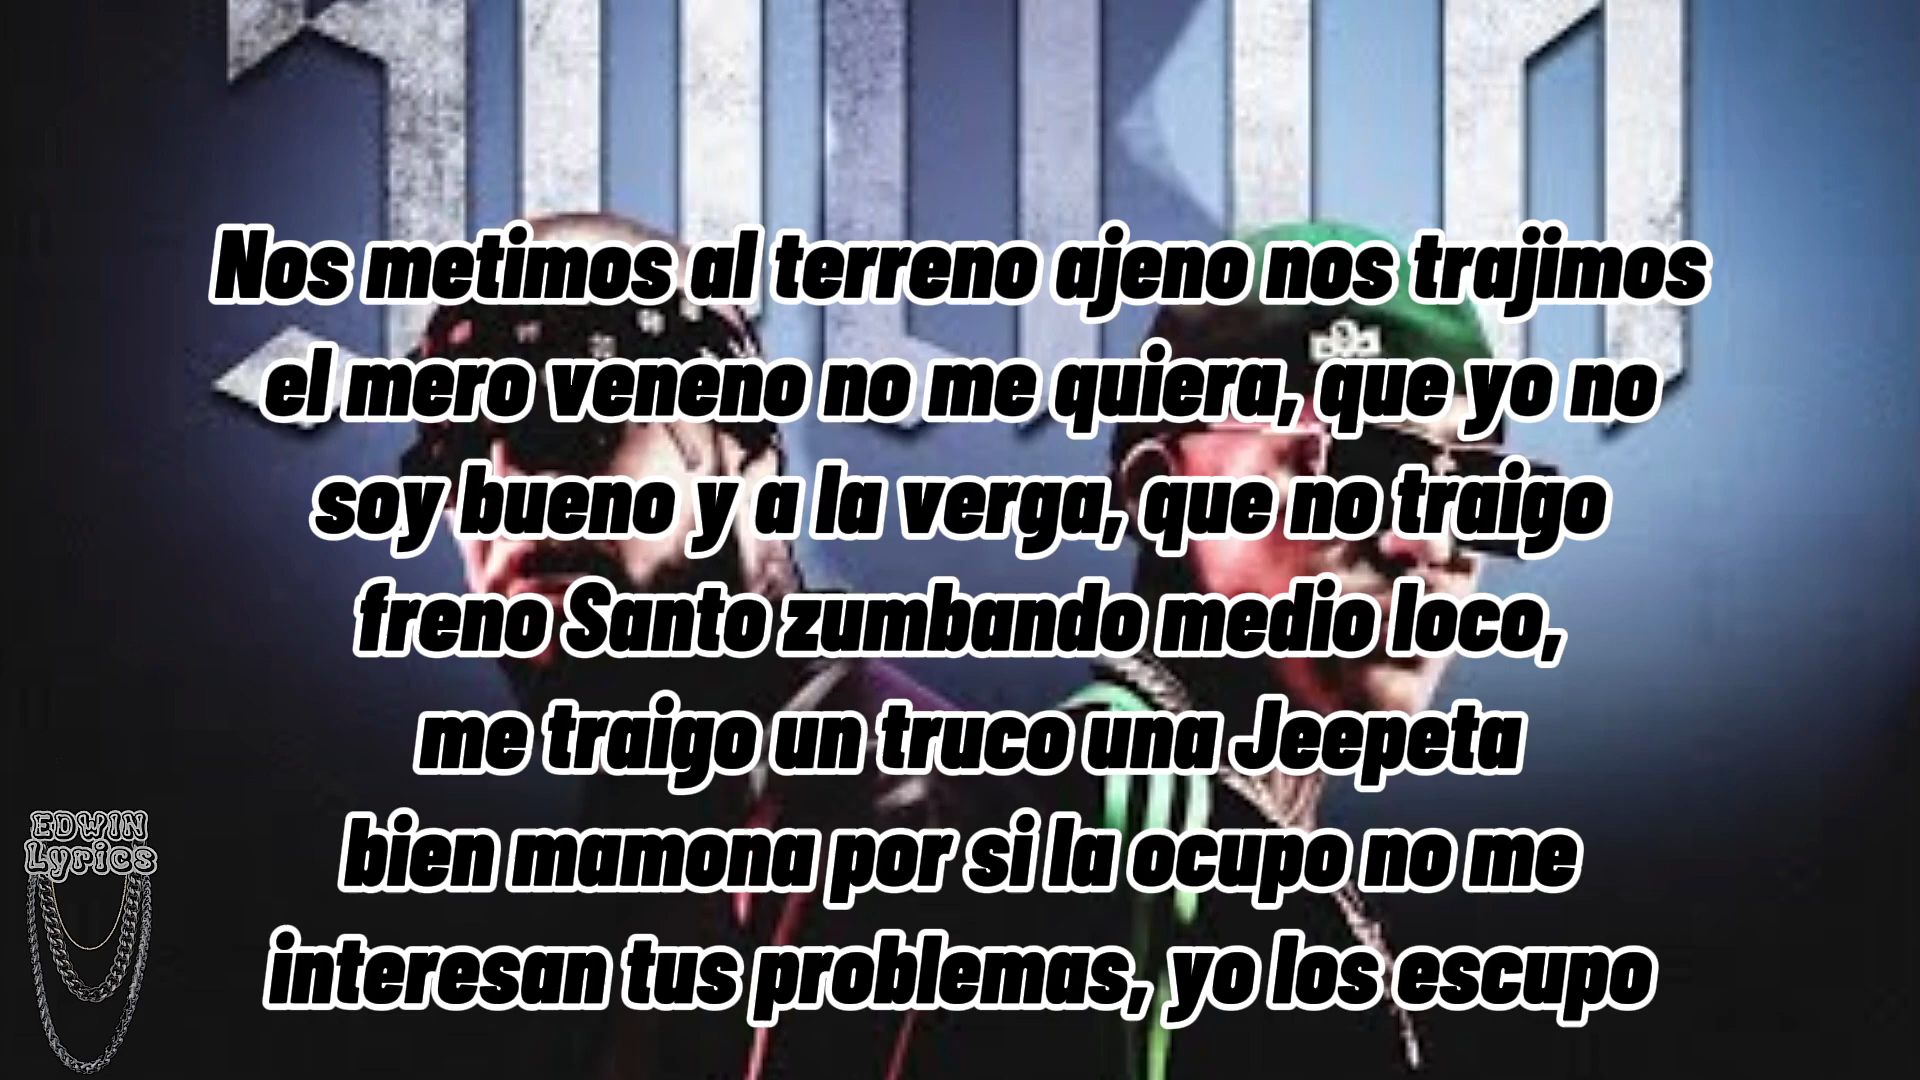 Nos metimos al terreno ajeno nos trajimos
el mero veneno no me quiera, que yo no
soy bueno y a la verga, que no traigo
freno Santo zumbando medio loco,
me traigo un truco una Jeepeta
bien mamona por si la ocupo no me
interesan tus problemas, yo los escupo
EDWIN
Lyrics